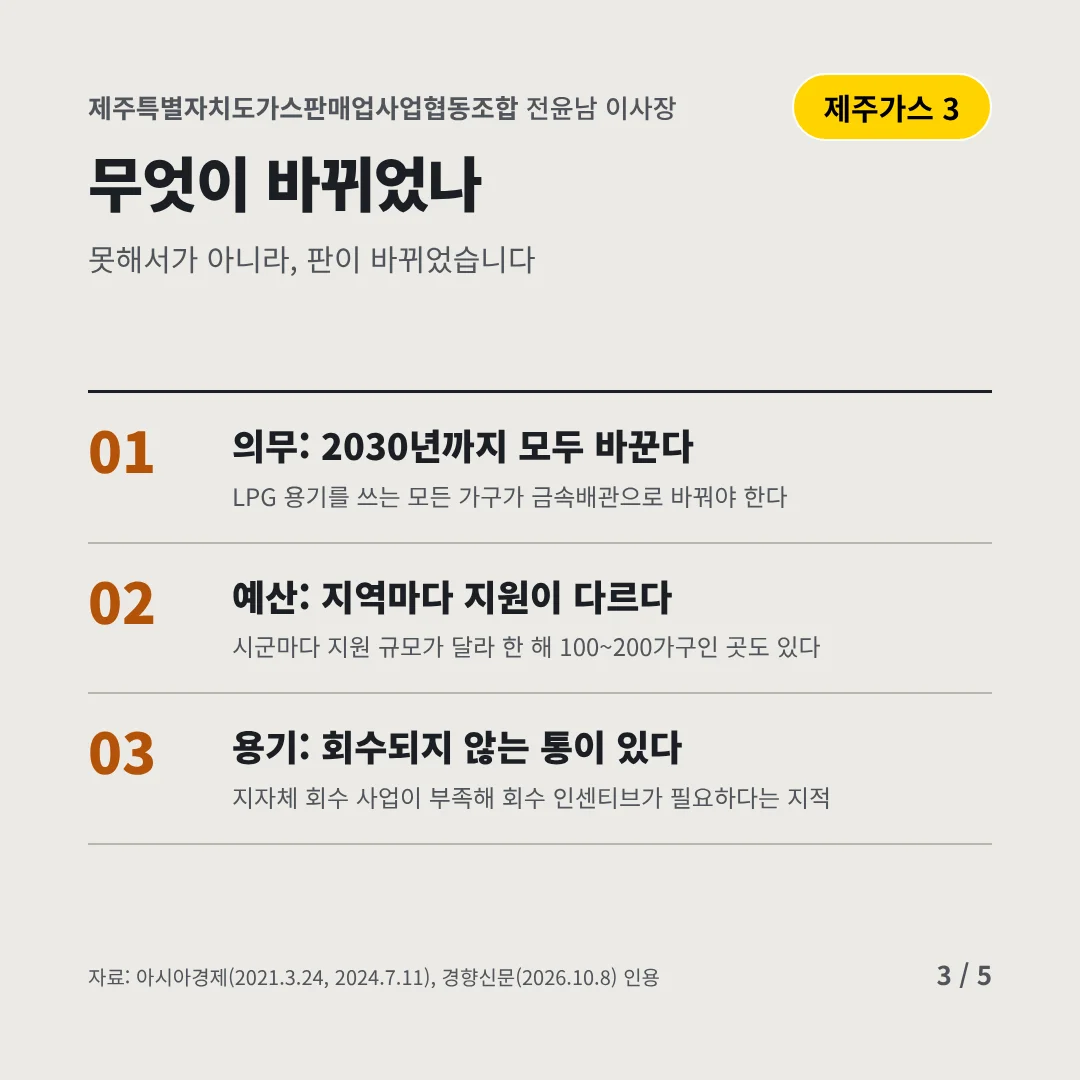 제주특별자치도가스판매업사업협동조합 전윤남 이사장
제주가스 3
무엇이 바뀌었나
못해서가 아니라, 판이 바뀌었습니다
01
의무: 2030년까지 모두 바꾼다
LPG 용기를 쓰는 모든 가구가 금속배관으로 바꿔야 한다
02
예산: 지역마다 지원이 다르다
시군마다 지원 규모가 달라 한 해 100~200가구인 곳도 있다
03
용기: 회수되지 않는 통이 있다
지자체 회수 사업이 부족해 회수 인센티브가 필요하다는 지적
자료: 아시아경제(2021.3.24, 2024.7.11), 경향신문(2026.10.8) 인용
3 / 5